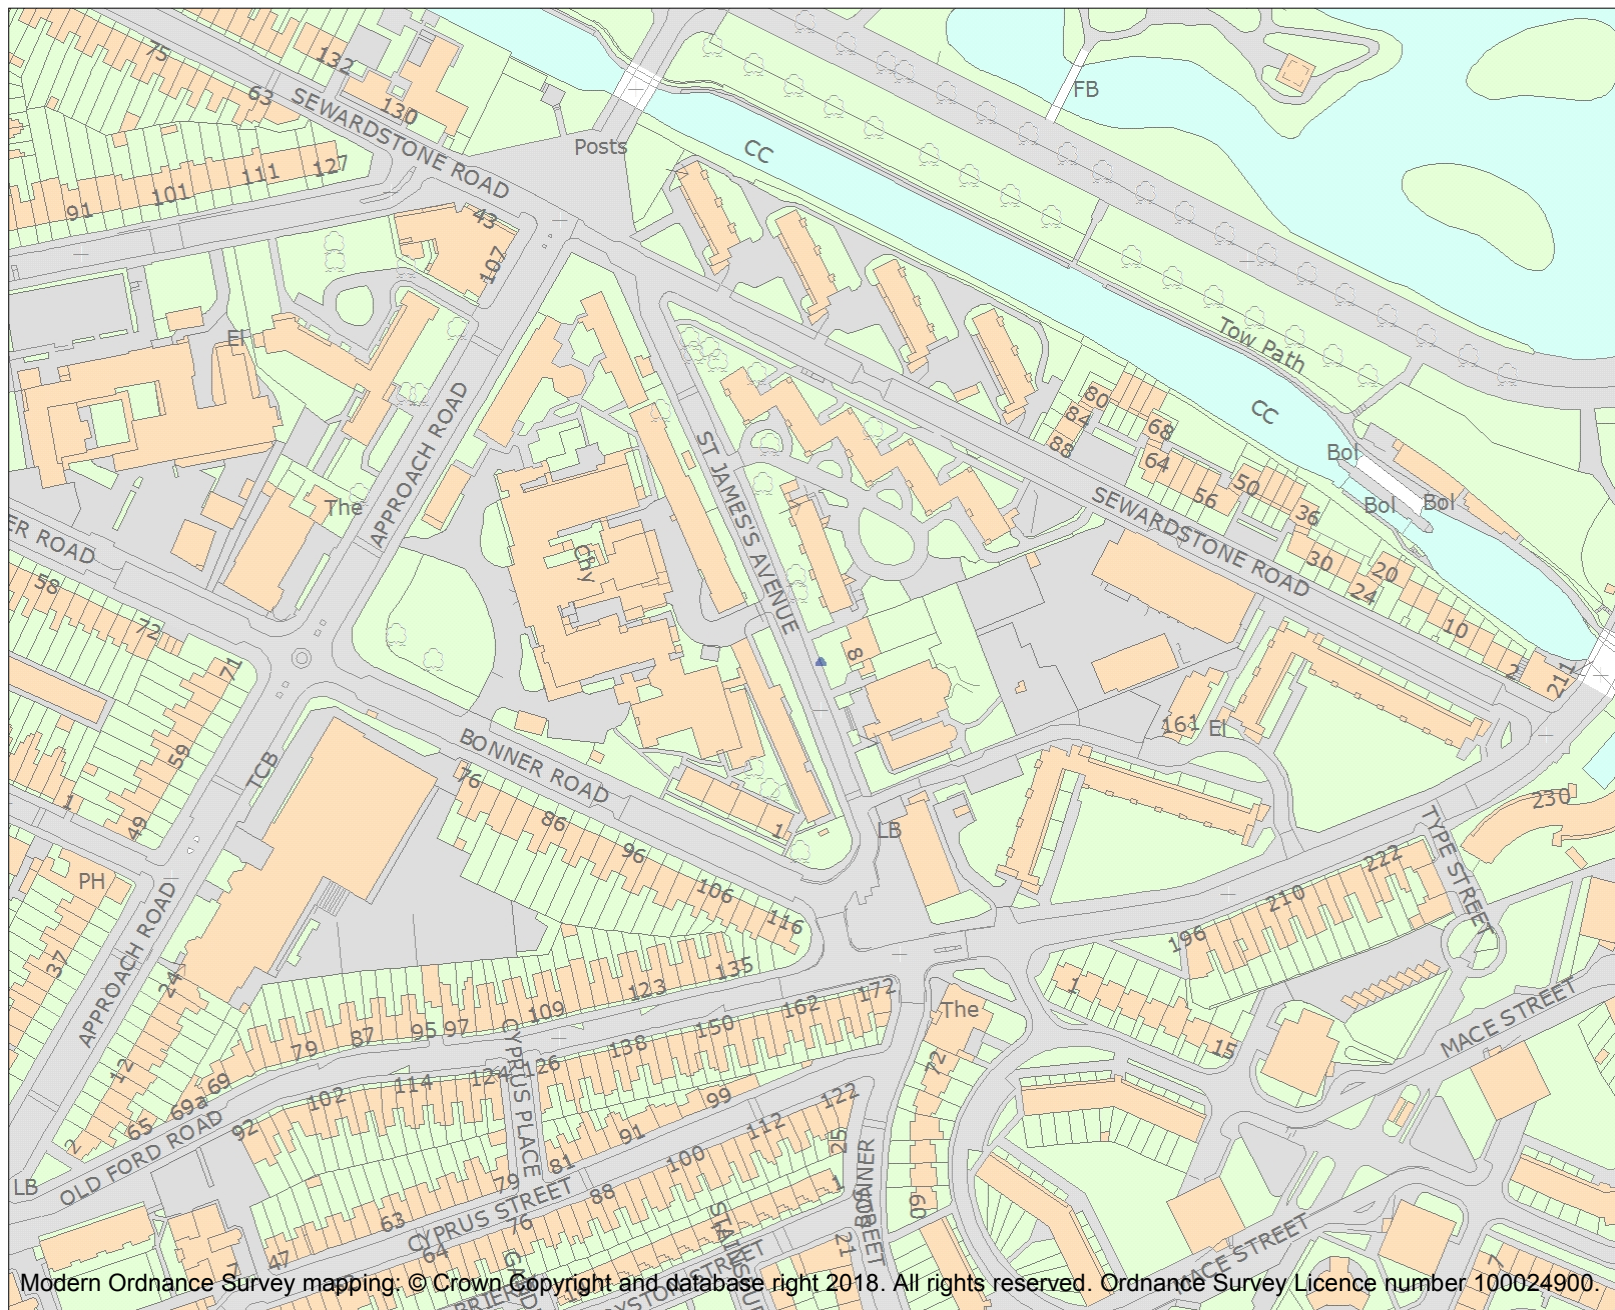 75
132
63
130
SEWARDSTONE ROAD
FB
Posts
CC
127
111
101
91
43
107
El
Tow Path
APPROACH ROAD
ST JAMES'S AVENUE
CC
80
84
88
68
64
56
50
36
Bol
Bol
Bol
SEWARDSTONE ROAD
30
24
20
10
2
211
The
ER ROAD
58
72
71
Chy
8
161
El
59
TCB
1
49
BONNER ROAD
76
86
96
106
116
1
LB
230
TYPE STREET
222
210
196
PH
37
APPROACH ROAD
24
12
2
135
123
109
95 97
87
79
69
69a
65
CYPRUS PLACE
172
162
150
138
126
124
114
102
92
The
72
1
15
MACE STREET
OLD FORD ROAD
LB
99
91
81
79
63
47
CYPRUS STREET
122
112
100
88
76
64
25
1
60
21
BONNER
STREET
MACE STREET
7
Modern Ordnance Survey mapping: © Crown Copyright and database right 2018. All rights reserved. Ordnance Survey Licence number 100024900.